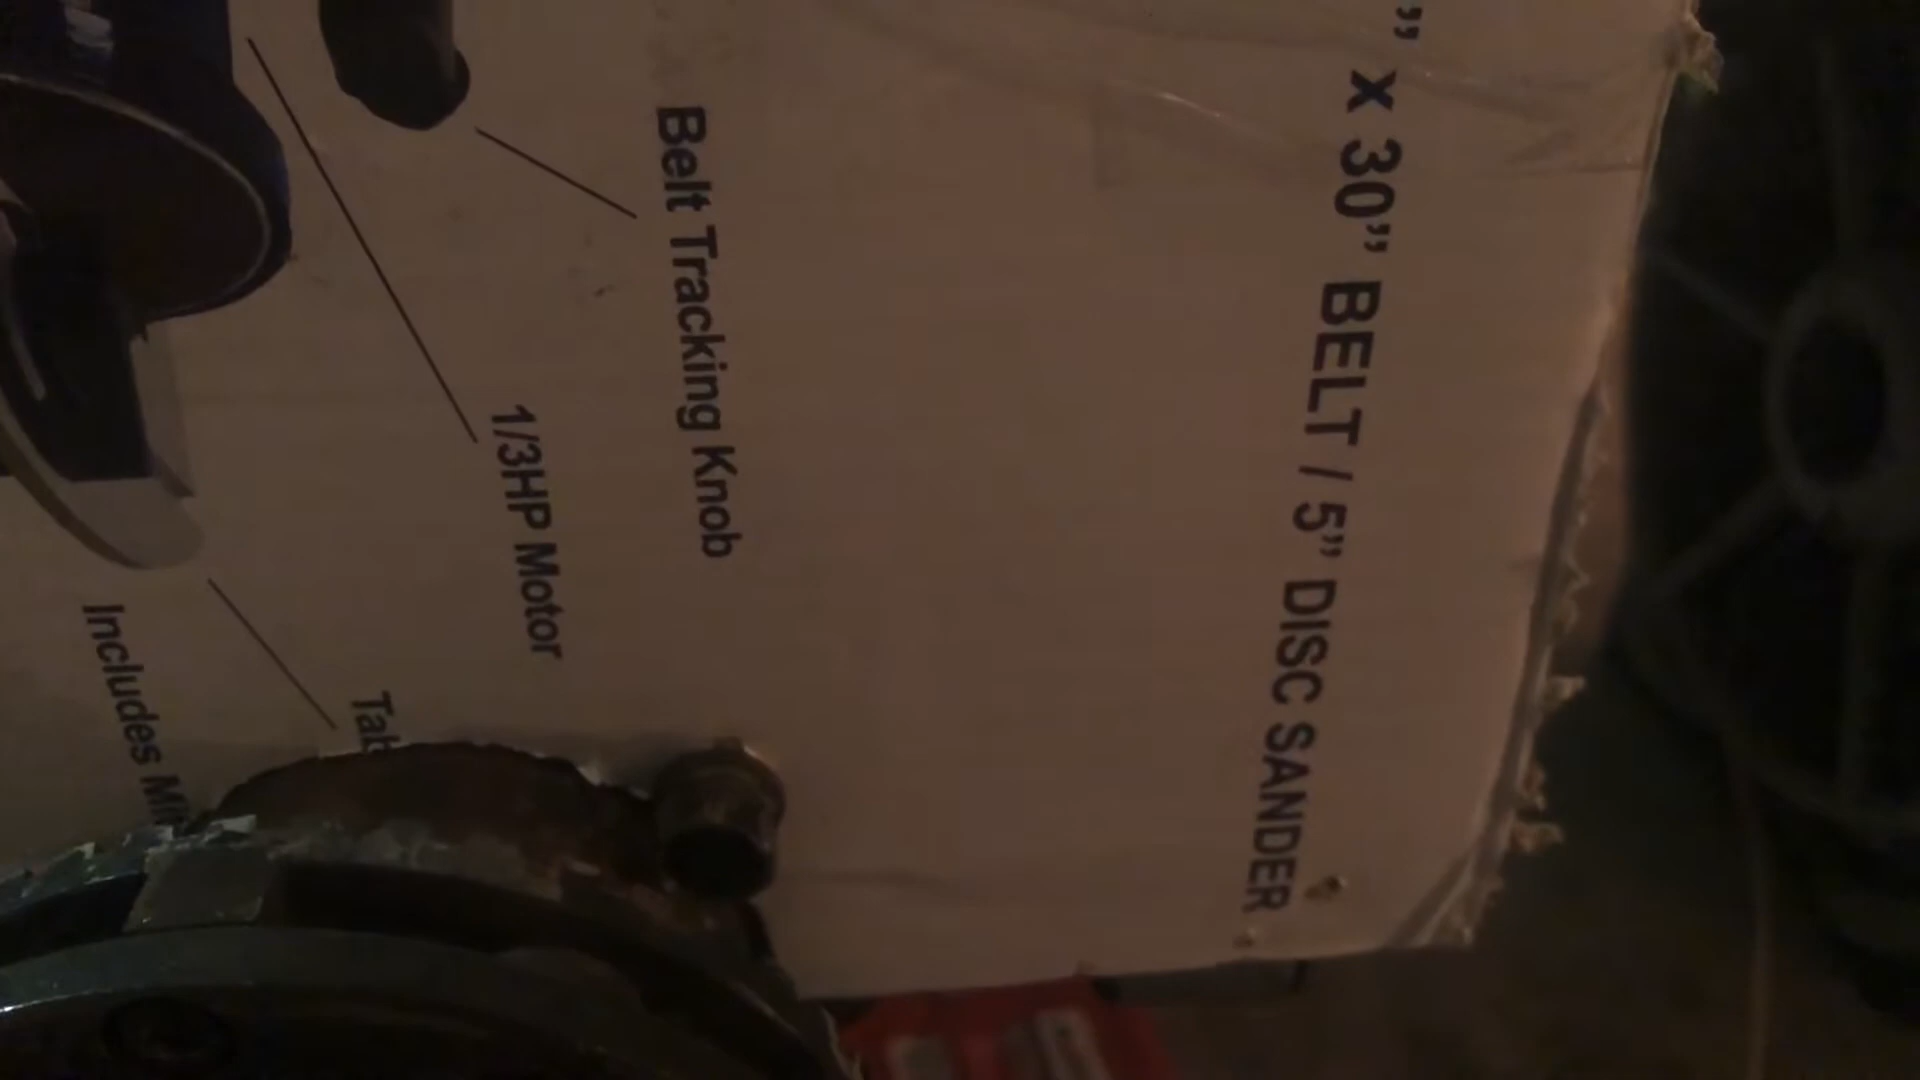 ” x 30” BELT / 5” DISC SANDER
Belt Tracking Knob
1/3HP Motor
Includes